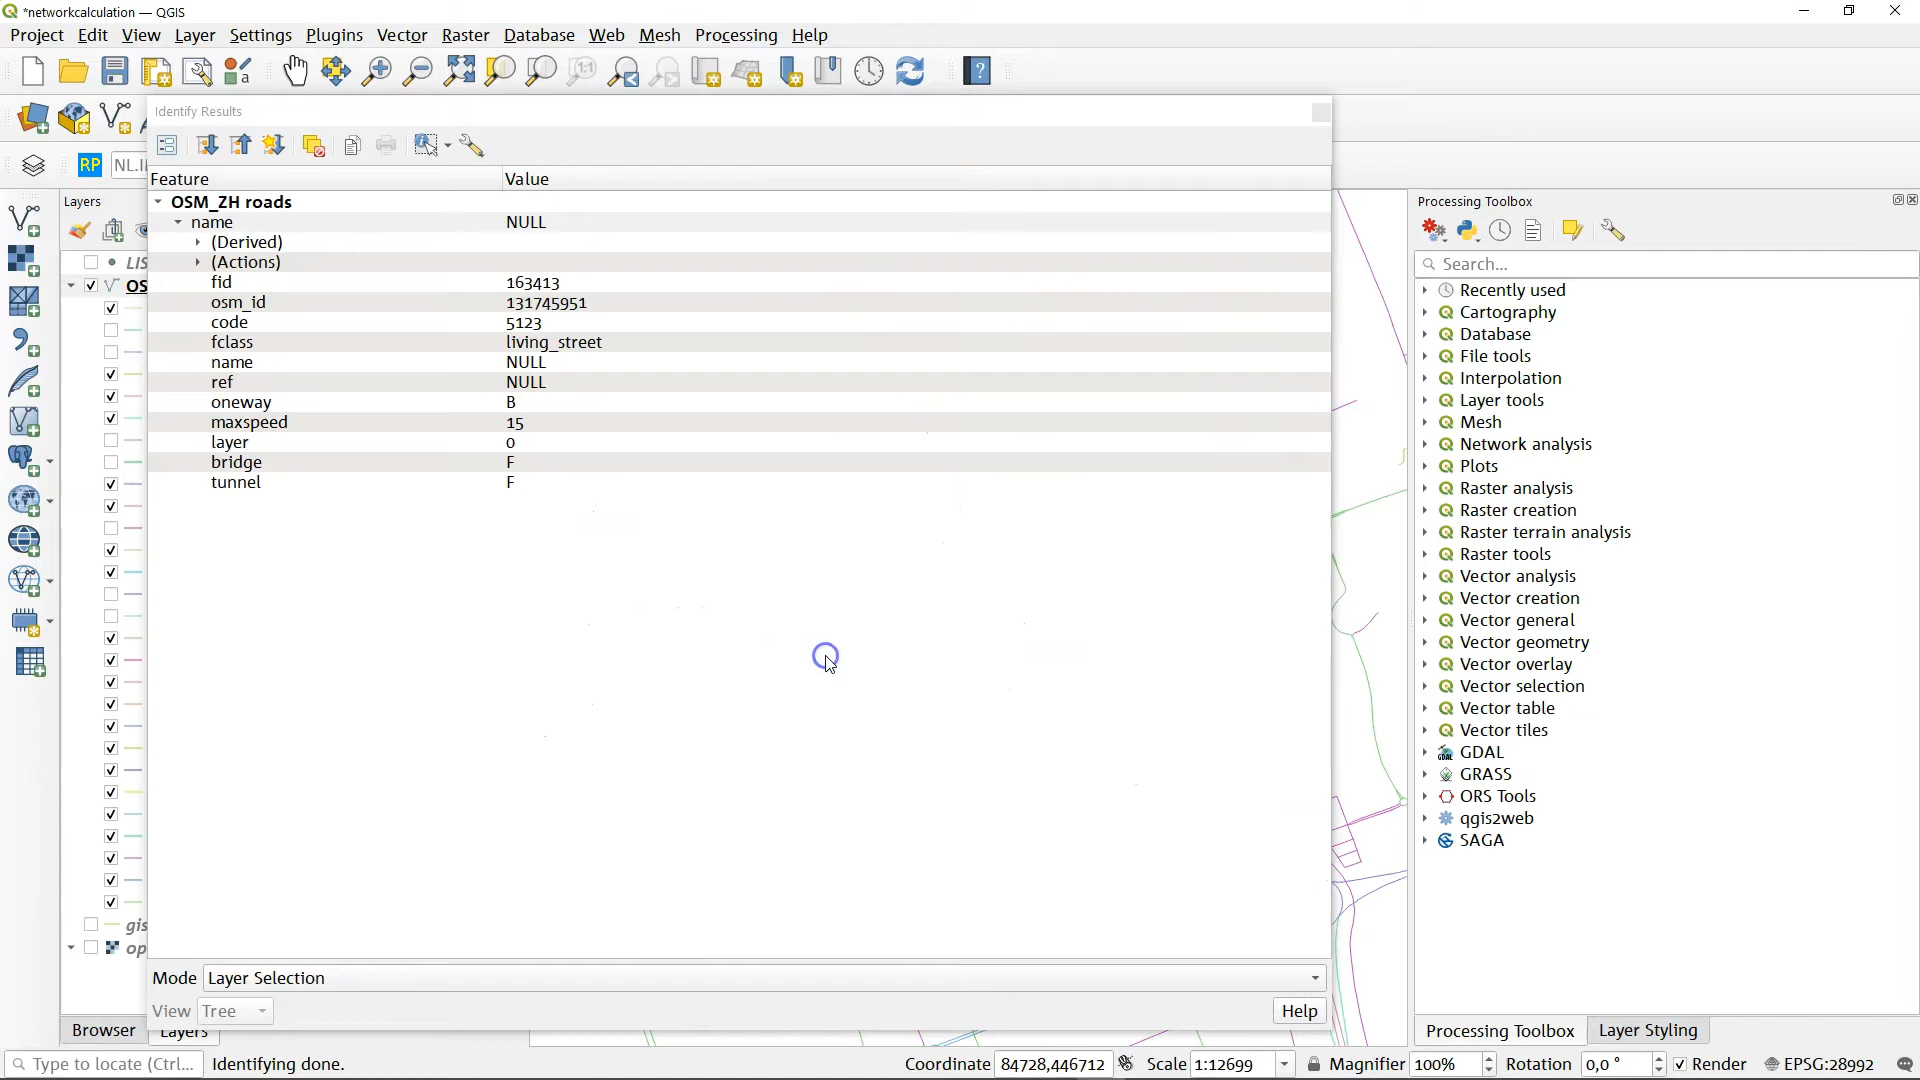 *networkcalculation — QGIS
Project Edit View Layer Settings Plugins Vector Raster Database Web Mesh Processing Help
Identify Results
RP NL.I
Feature Value
OSM_ZH roads
name NULL
(Derived)
(Actions)
fid 163413
osm_id 131745951
code 5123
fclass living_street
name NULL
ref NULL
oneway B
maxspeed 15
layer 0
bridge F
tunnel F
Mode Layer Selection
View Tree
Help
Layers
LIS
OS
gis
op
Browser Layers
Processing Toolbox
Search...
Recently used
Cartography
Database
File tools
Interpolation
Layer tools
Mesh
Network analysis
Plots
Raster analysis
Raster creation
Raster terrain analysis
Raster tools
Vector analysis
Vector creation
Vector general
Vector geometry
Vector overlay
Vector selection
Vector table
Vector tiles
GDAL
GRASS
ORS Tools
qgis2web
SAGA
Processing Toolbox Layer Styling
Type to locate (Ctrl... Identifying done. Coordinate 84728,446712 Scale 1:12699 Magnifier 100% Rotation 0,0 ° Render EPSG:28992